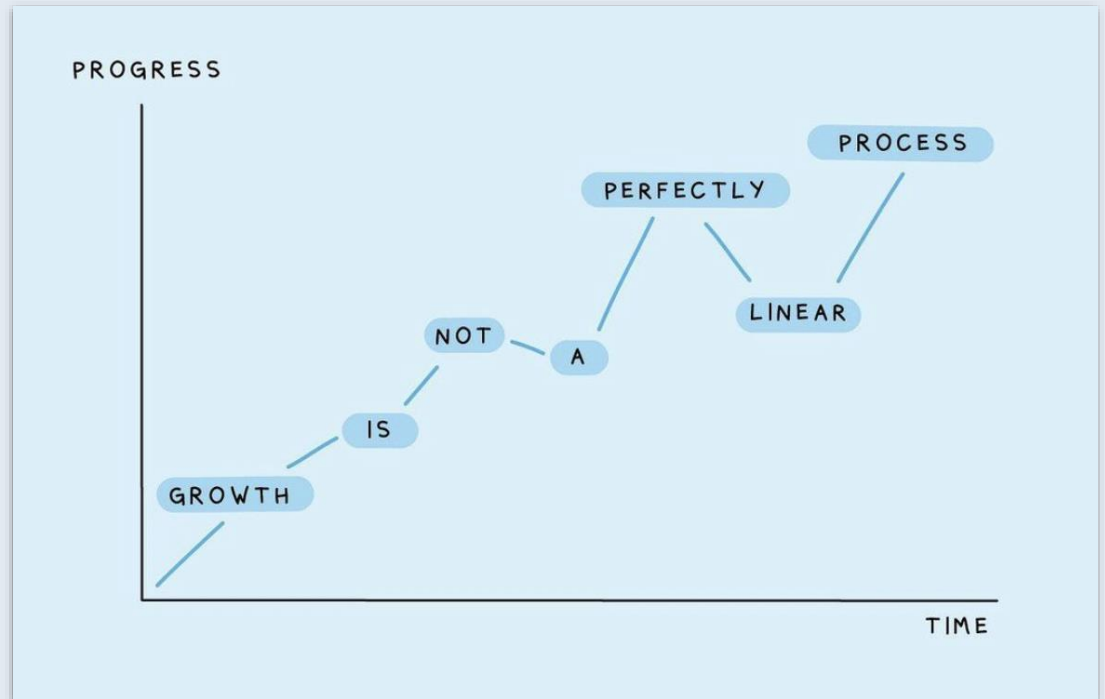 PROGRESS
GROWTH
IS
NOT
A
PERFECTLY
LINEAR
PROCESS
TIME